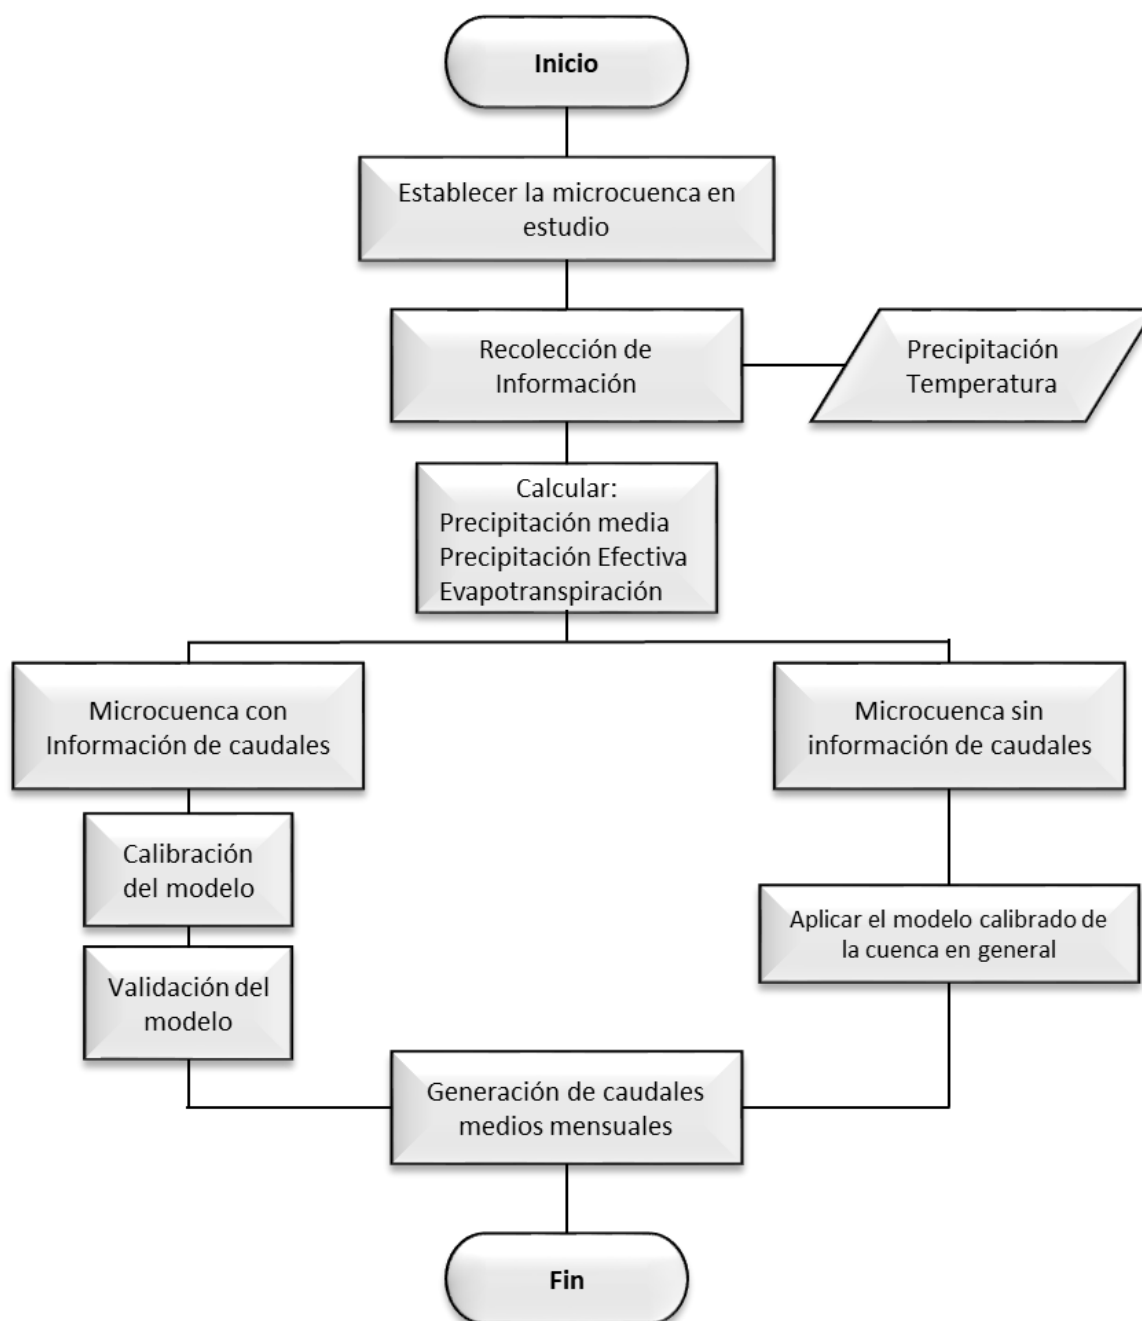 Inicio
Establecer la microcuenca en
estudio
Recolección de
Información
Precipitación
Temperatura
Calcular:
Precipitación media
Precipitación Efectiva
Evapotranspiración
Microcuenca con
Información de caudales
Microcuenca sin
información de caudales
Calibración
del modelo
Aplicar el modelo calibrado de
la cuenca en general
Validación del
modelo
Generación de caudales
medios mensuales
Fin